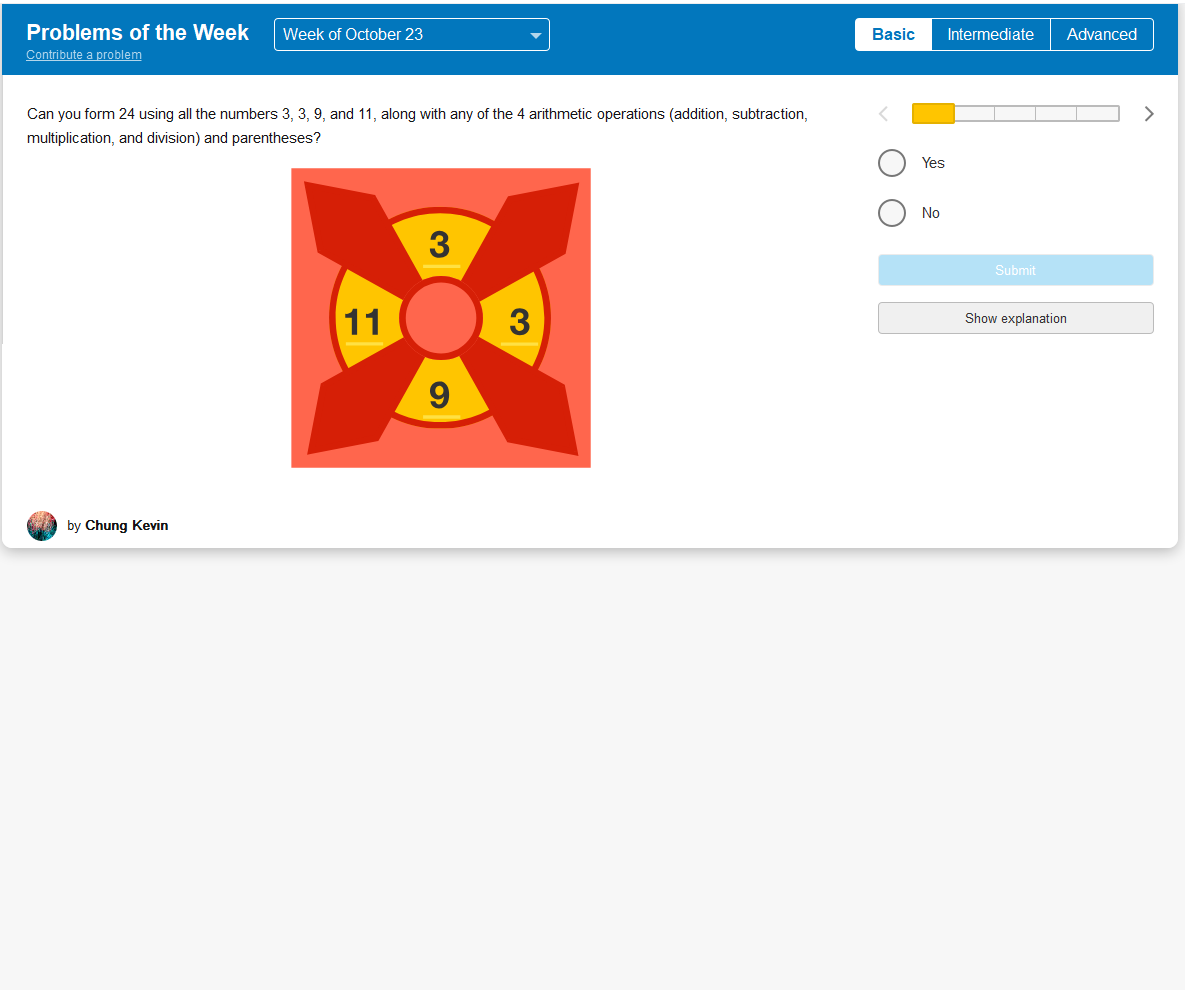 Problems of the Week
Contribute a problem
Week of October 23
Basic
Intermediate
Advanced
Can you form 24 using all the numbers 3, 3, 9, and 11, along with any of the 4 arithmetic operations (addition, subtraction,
multiplication, and division) and parentheses?
3
11
3
9
by Chung Kevin
Yes
No
Submit
Show explanation